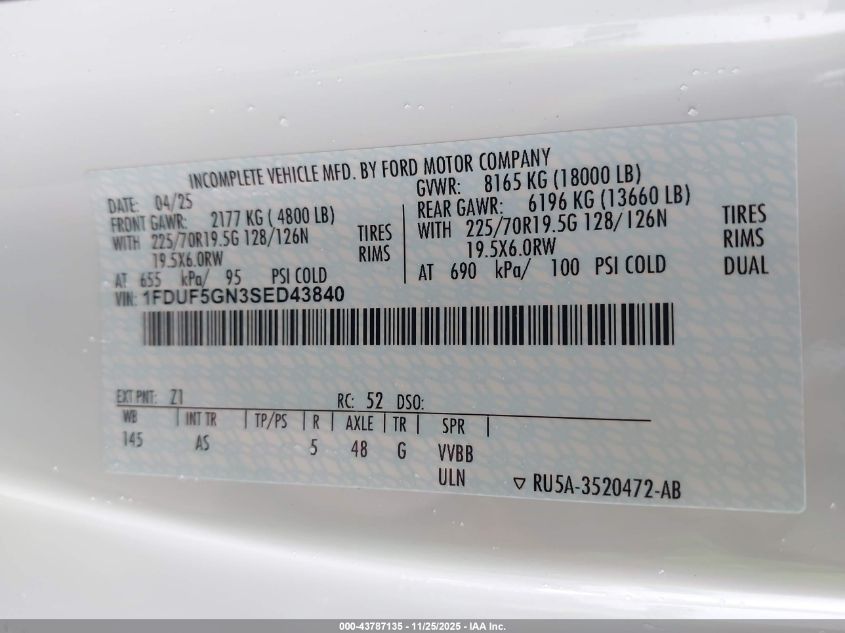 INCOMPLETE VEHICLE MFD. BY FORD MOTOR COMPANY
DATE: 04/25
GVWR: 8165 KG (18000 LB)
FRONT GAWR: 2177 KG ( 4800 LB)
REAR GAWR: 6196 KG (13660 LB)
WITH 225/70R19.5G 128/126N TIRES
19.5X6.0RW RIMS
AT 655 kPa/ 95 PSI COLD
WITH 225/70R19.5G 128/126N TIRES
19.5X6.0RW RIMS
AT 690 kPa/ 100 PSI COLD DUAL
VIN: 1FDUF5GN3SED43840
EXT PNT: Z1 RC: 52 DSO:
WB | INT TR | TP/PS | R | AXLE | TR | SPR |
145 AS 5 48 G VVBB
ULN ▽ RU5A-3520472-AB
000-43787135 - 11/25/2025 - IAA Inc.